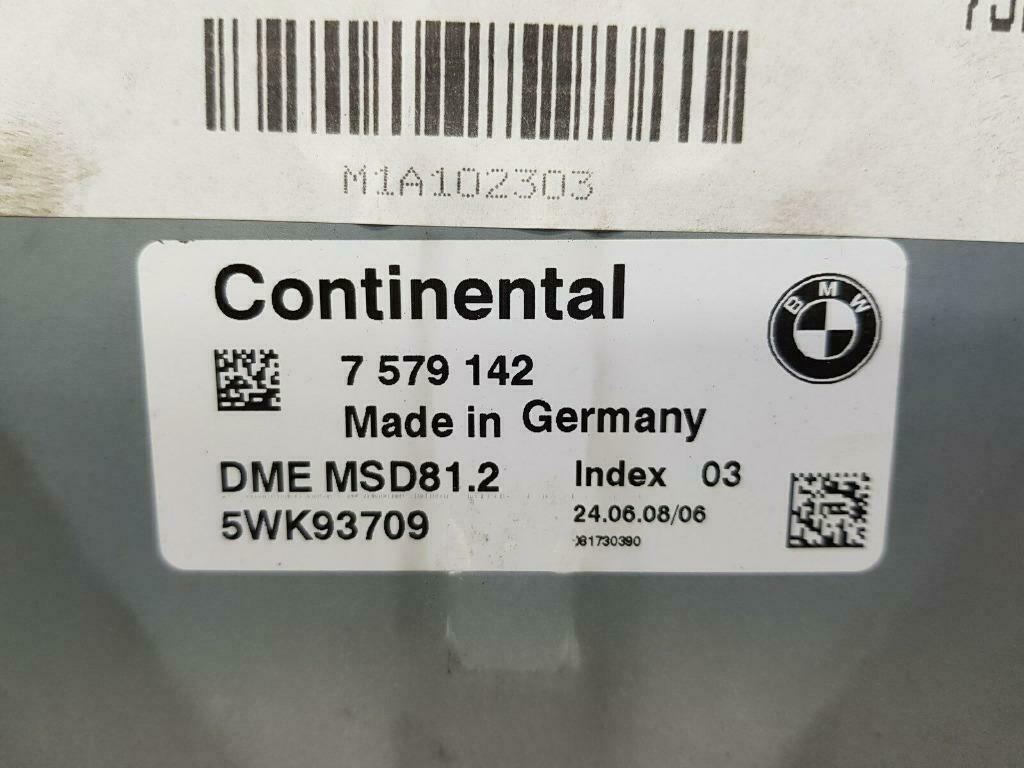 M1A102303
Continental
BMW
7 579 142
Made in Germany
DME MSD81.2 Index 03
5WK93709 24.06.08/06
81730390